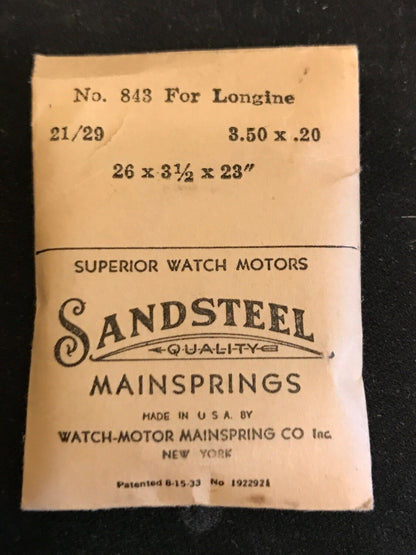 No. 843 For Longine
21/29 3.50 x .20
26 x 3½ x 23"
SUPERIOR WATCH MOTORS
SANDSTEEL
QUALITY
MAINSPRINGS
MADE IN U S A. BY
WATCH-MOTOR MAINSPRING CO Inc.
NEW YORK
Patented 8-15-33 No 1922921